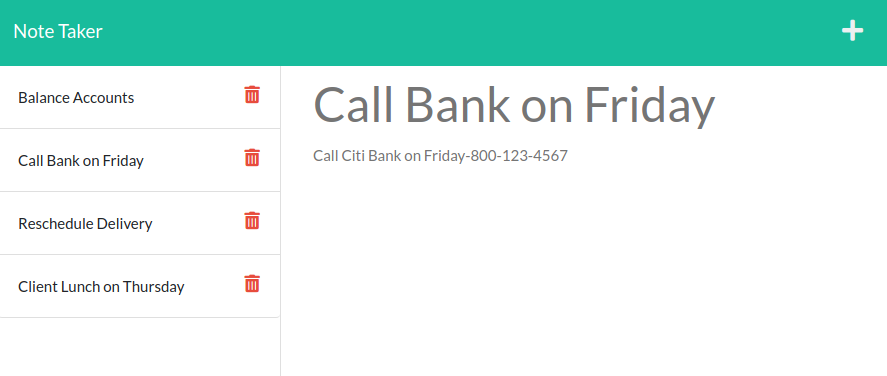 Note Taker
Balance Accounts
Call Bank on Friday
Reschedule Delivery
Client Lunch on Thursday
Call Bank on Friday
Call Citi Bank on Friday-800-123-4567